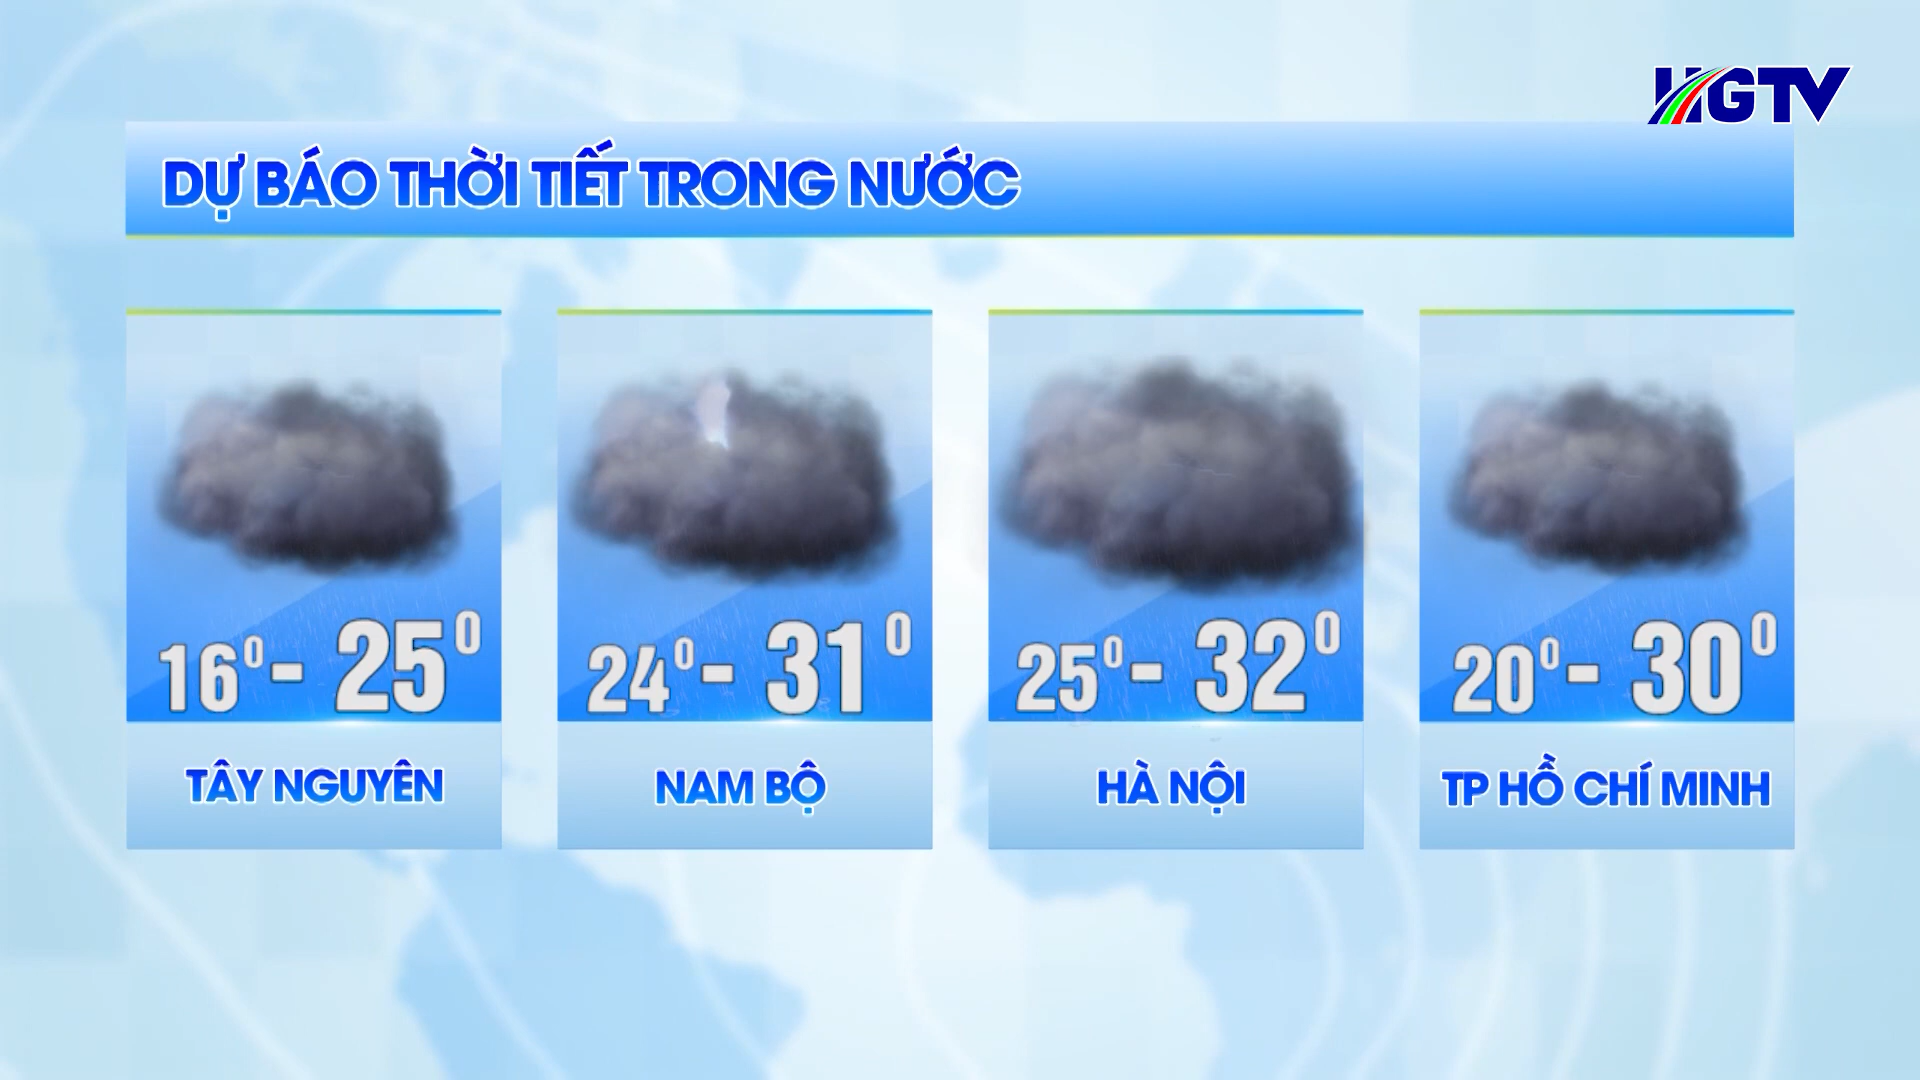 HGTV
DỰ BÁO THỜI TIẾT TRONG NƯỚC
16⁰ - 25⁰
24⁰ - 31⁰
25⁰ - 32⁰
20⁰ - 30⁰
TÂY NGUYÊN
NAM BỘ
HÀ NỘI
TP HỒ CHÍ MINH